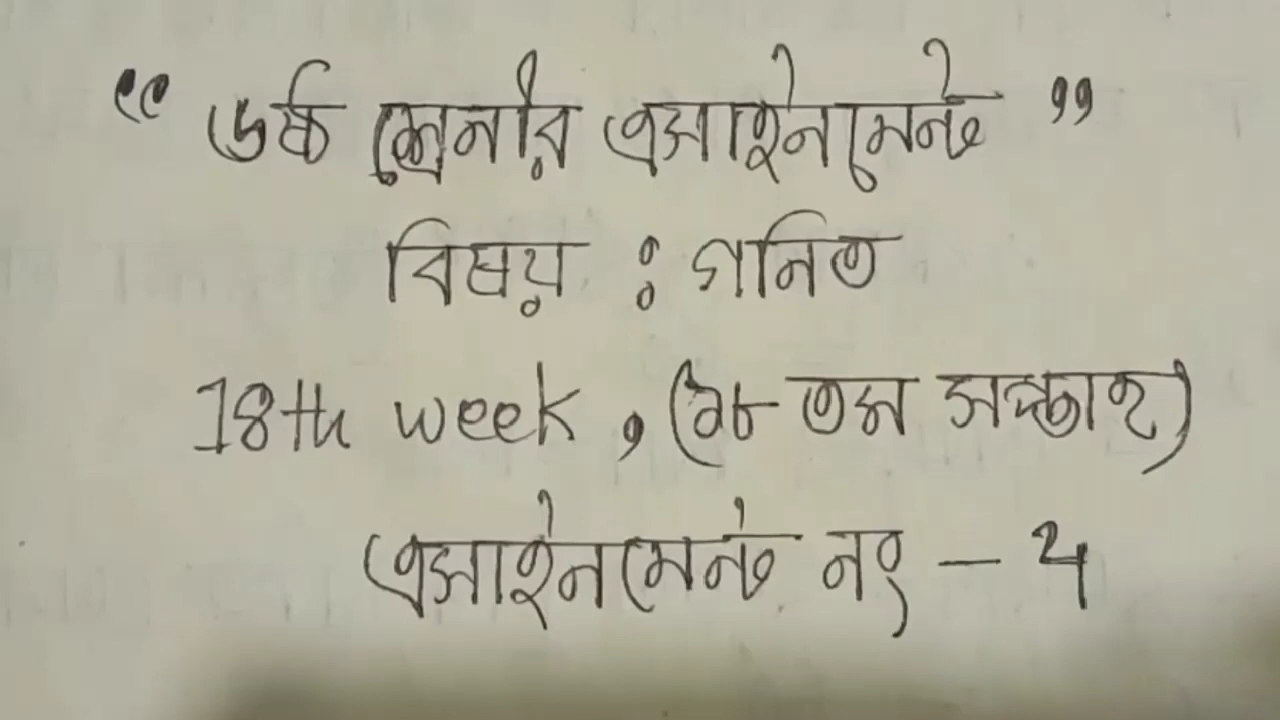 “ ৬ষ্ঠ শ্রেনীর এসাইনমেন্ট ”
বিষয় : গনিত
18th week , (১৮ তম সপ্তাহ)
এসাইনমেন্ট নং – 4